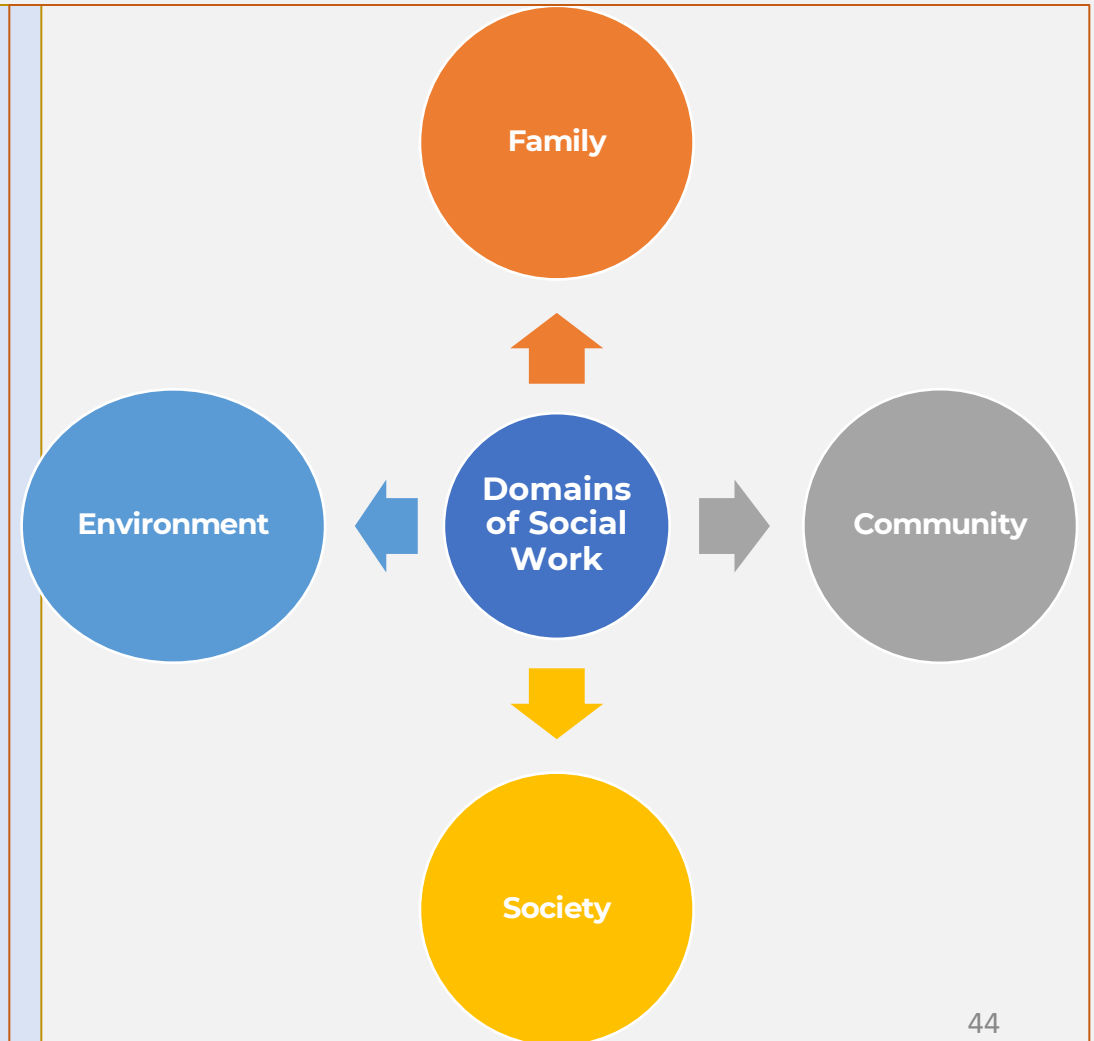 Family
Environment
Domains
of Social
Work
Community
Society
44